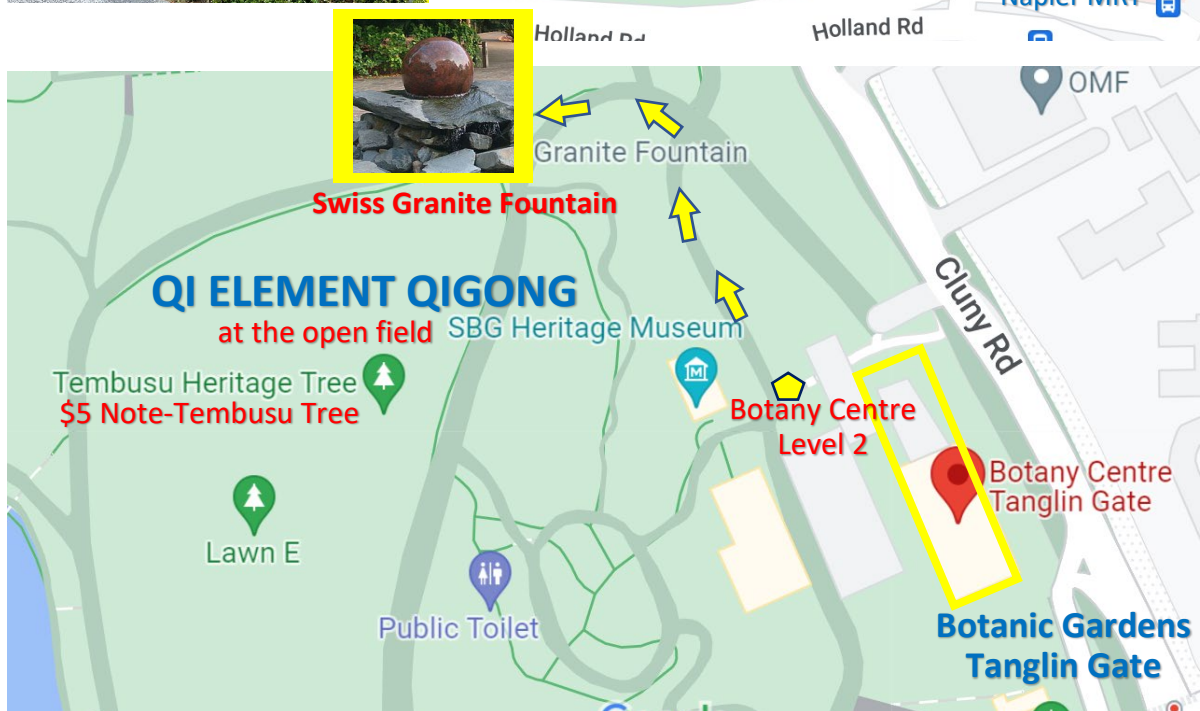 Napier MRT
Holland Rd
Holland Rd
OMF
Granite Fountain
Swiss Granite Fountain
Cluny Rd
QI ELEMENT QIGONG
at the open field
SBG Heritage Museum
Tembusu Heritage Tree
$5 Note-Tembusu Tree
Botany Centre
Level 2
Botany Centre
Tanglin Gate
Lawn E
Public Toilet
Botanic Gardens
Tanglin Gate